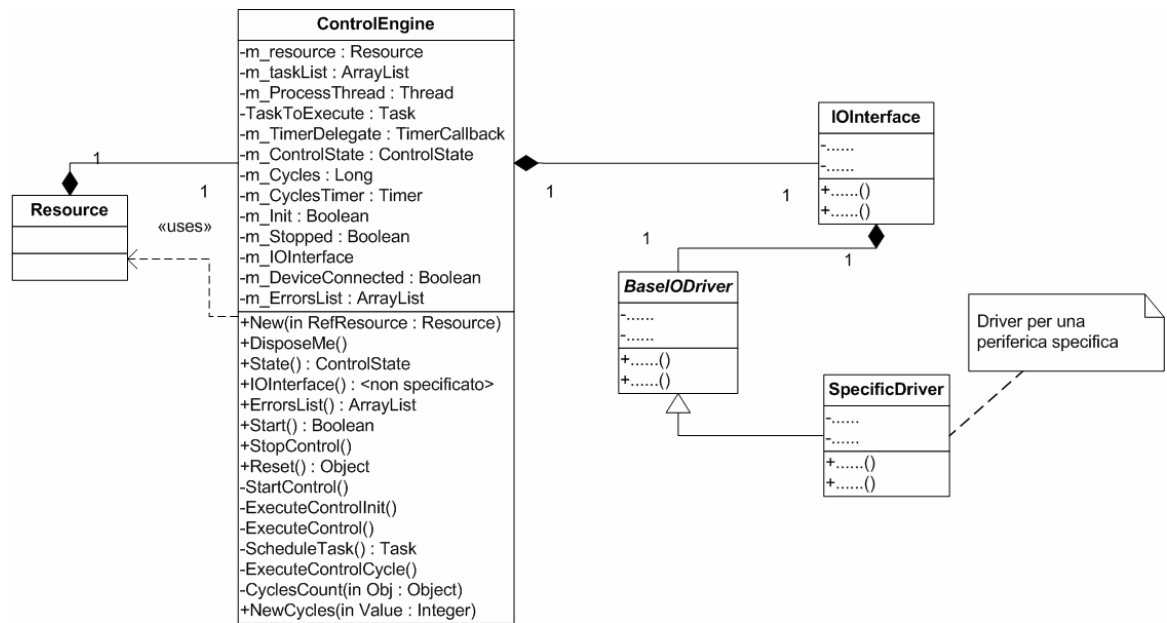 ControlEngine
-m_resource : Resource
-m_taskList : ArrayList
-m_ProcessThread : Thread
-TaskToExecute : Task
-m_TimerDelegate : TimerCallback
-m_ControlState : ControlState
-m_Cycles : Long
-m_CyclesTimer : Timer
-m_Init : Boolean
-m_Stopped : Boolean
-m_IOInterface
-m_DeviceConnected : Boolean
-m_ErrorsList : ArrayList
+New(in RefResource : Resource)
+DisposeMe()
+State() : ControlState
+IOInterface() : <non specificato>
+ErrorsList() : ArrayList
+Start() : Boolean
+StopControl()
+Reset() : Object
-StartControl()
-ExecuteControlInit()
-ExecuteControl()
-ScheduleTask() : Task
-ExecuteControlCycle()
-CyclesCount(in Obj : Object)
+NewCycles(in Value : Integer)
1
1
Resource
«uses»
1
1
IOInterface
-......
-......
+......()
+......()
1
1
BaseIODriver
-......
-......
+......()
+......()
SpecificDriver
-......
-......
+......()
+......()
Driver per una
periferica specifica